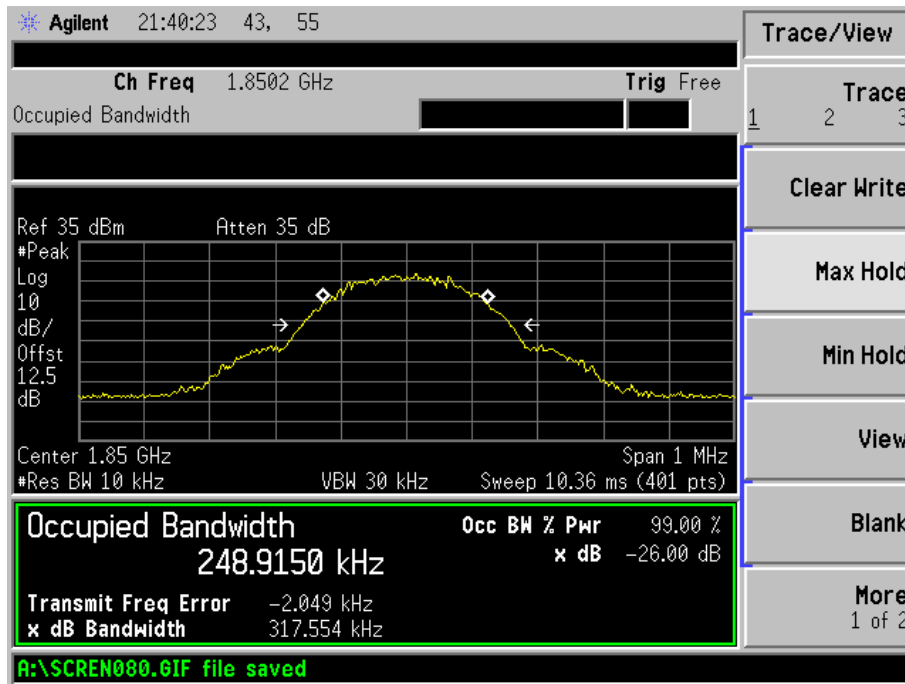 Agilent 21:40:23 43, 55
Trace/View
Ch Freq 1.8502 GHz Trig Free
Occupied Bandwidth
Trace
1 2 3
Clear Write
Max Hold
Min Hold
View
Blank
More
1 of 2
Ref 35 dBm Atten 35 dB
#Peak
Log
10
dB/
Offst
12.5
dB
Center 1.85 GHz Span 1 MHz
#Res BW 10 kHz VBW 30 kHz Sweep 10.36 ms (401 pts)
Occupied Bandwidth Occ BW % Pwr 99.00 %
248.9150 kHz x dB -26.00 dB
Transmit Freq Error -2.049 kHz
x dB Bandwidth 317.554 kHz
A:\SCREN080.GIF file saved